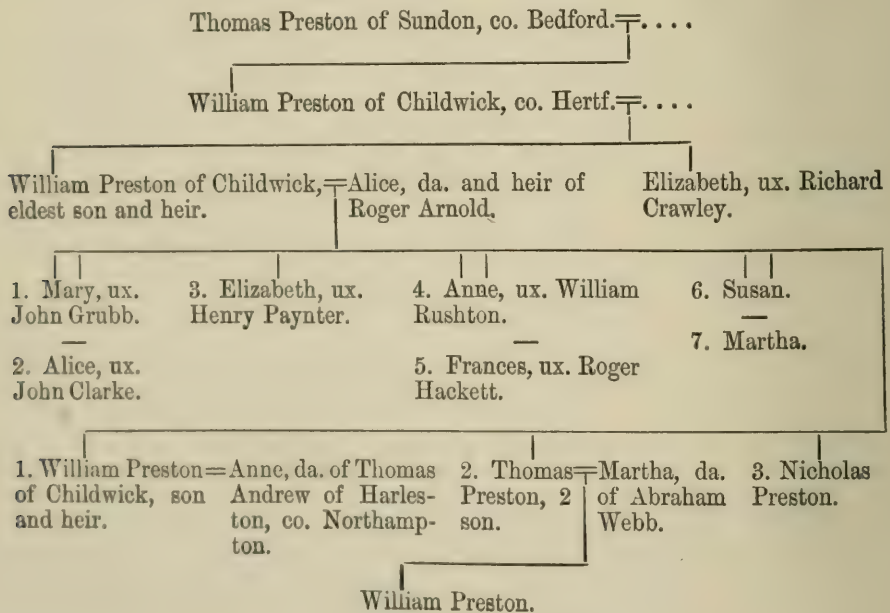 Thomas Preston of Sundon, co. Bedford.=. . . .
William Preston of Childwick, co. Hertf.=. . . .
William Preston of Childwick,=Alice, da. and heir of
eldest son and heir.
Roger Arnold.
Elizabeth, ux. Richard
Crawley.
1. Mary, ux.
John Grubb.
—
2. Alice, ux.
John Clarke.
3. Elizabeth, ux.
Henry Paynter.
4. Anne, ux. William
Rushton.
—
5. Frances, ux. Roger
Hackett.
6. Susan.
—
7. Martha.
1. William Preston=
of Childwick, son
and heir.
Anne, da. of Thomas
Andrew of Harles-
ton, co. Northamp-
ton.
2. Thomas=
Preston, 2
son.
Martha, da.
of Abraham
Webb.
3. Nicholas
Preston.
William Preston.